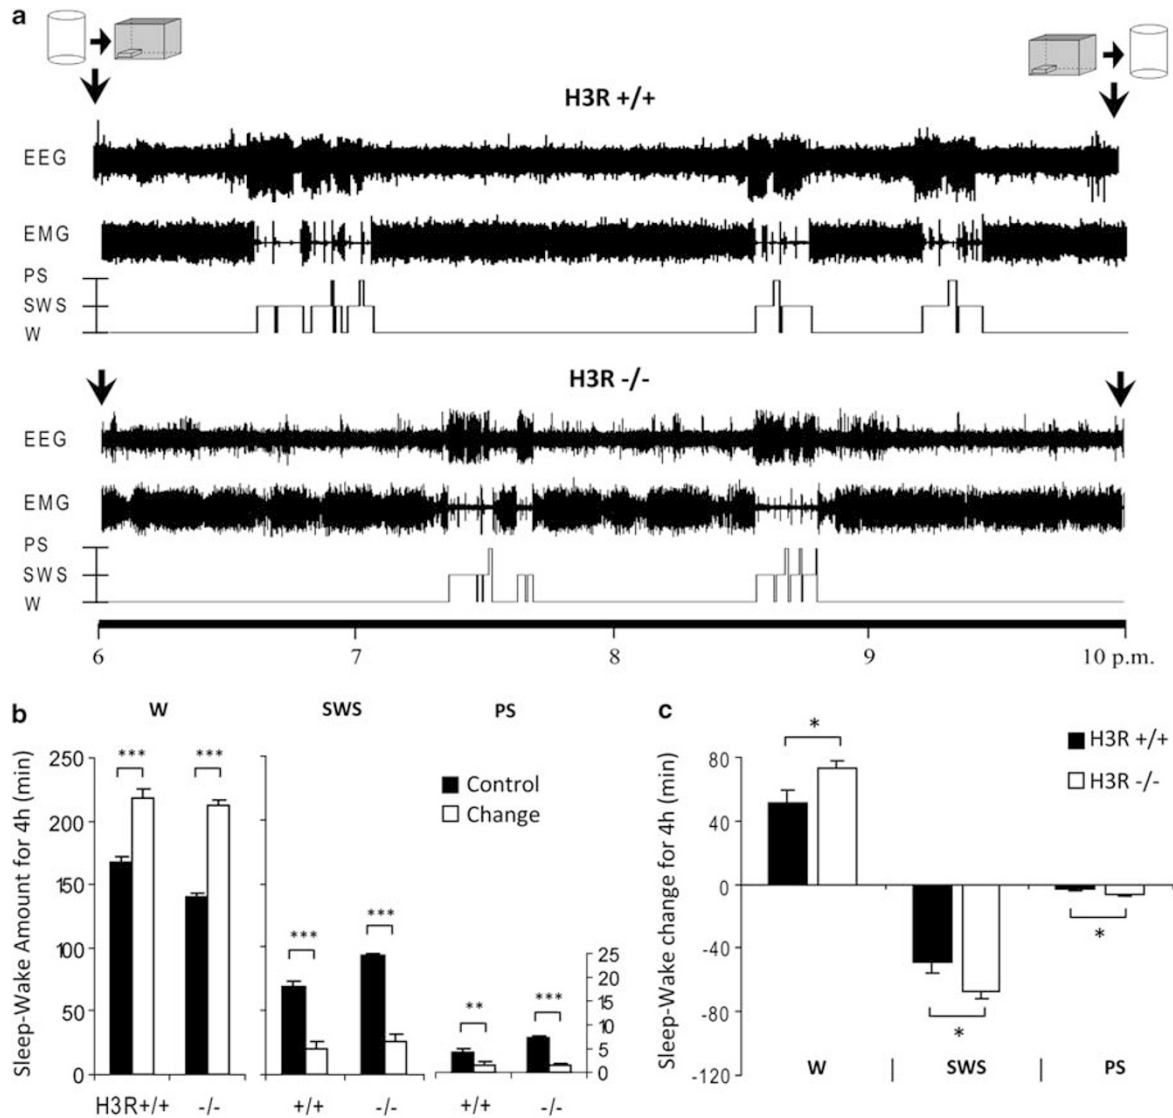 a
H3R +/+
EEG
EMG
PS
SWS
W
H3R -/-
EEG
EMG
PS
SWS
W
6 7 8 9 10 p.m.
b W SWS PS
Sleep-Wake Amount for 4h (min)
250
200
150
100
50
0
*** ***
*** ***
** ***
Control
Change
25
20
15
10
5
0
H3R+/+ -/- +/+ -/- +/+ -/-
c
Sleep-Wake change for 4h (min)
80
40
0
-40
-80
-120
*
*
*
H3R +/+
H3R -/-
W SWS PS